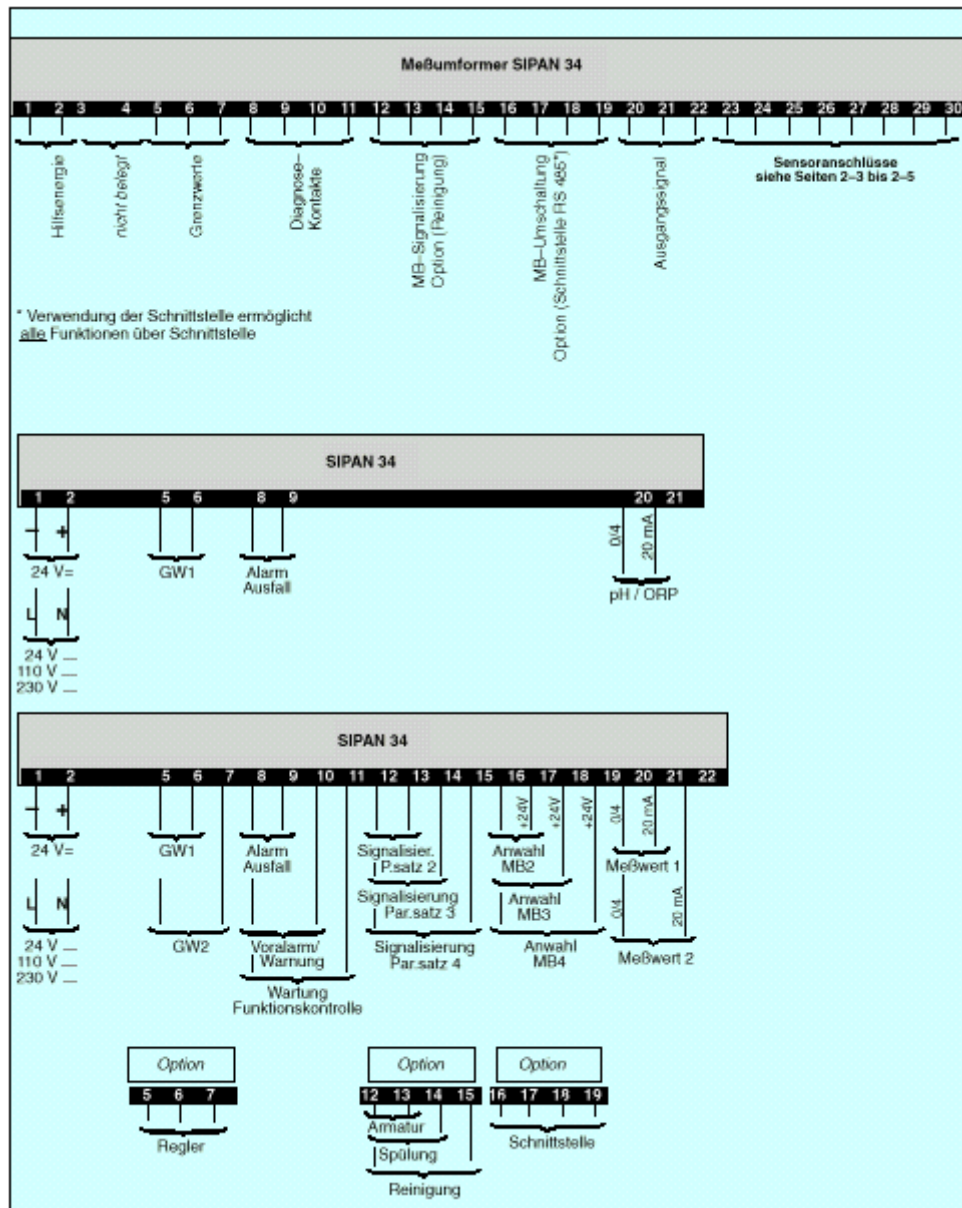 Meßumformer SIPAN 34
1 2 3 4 5 6 7 8 9 10 11 12 13 14 15 16 17 18 19 20 21 22 23 24 25 26 27 28 29 30
Hilfsenergie
nicht belegt
Grenzwerte
Diagnose–
Kontakte
MB–Signalisierung
Option (Reinigung)
MB–Umschaltung
Option (Schnittstelle RS 485*)
Ausgangssignal
Sensoranschlüsse
siehe Seiten 2–3 bis 2–5
* Verwendung der Schnittstelle ermöglicht
alle Funktionen über Schnittstelle
SIPAN 34
1 2 5 6 8 9 20 21
– +
0/4 20 mA
24 V= GW1 Alarm
Ausfall
pH / ORP
L N
24 V
110 V
230 V
SIPAN 34
1 2 5 6 7 8 9 10 11 12 13 14 15 16 17 18 19 20 21 22
– + +24V +24V +24V 0/4 20 mA
24 V= GW1 Alarm
Ausfall
Signalisier.
P.satz 2
Anwahl
MB2
Meßwert 1
L N
Signalisierung
Par.satz 3
Anwahl
MB3
0/4 20 mA
24 V
110 V
230 V
GW2
Voralarm/
Warnung
Signalisierung
Par.satz 4
Anwahl
MB4
Meßwert 2
Wartung
Funktionskontrolle
Option Option Option
5 6 7 12 13 14 15 16 17 18 19
Regler
Armatur
Spülung
Reinigung
Schnittstelle